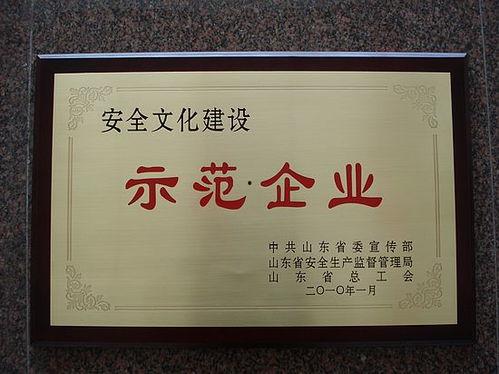 安全文化建设
示范企业
中共山东省委宣传部
山东省安全生产监督管理局
山东省总工会
二〇一〇年一月